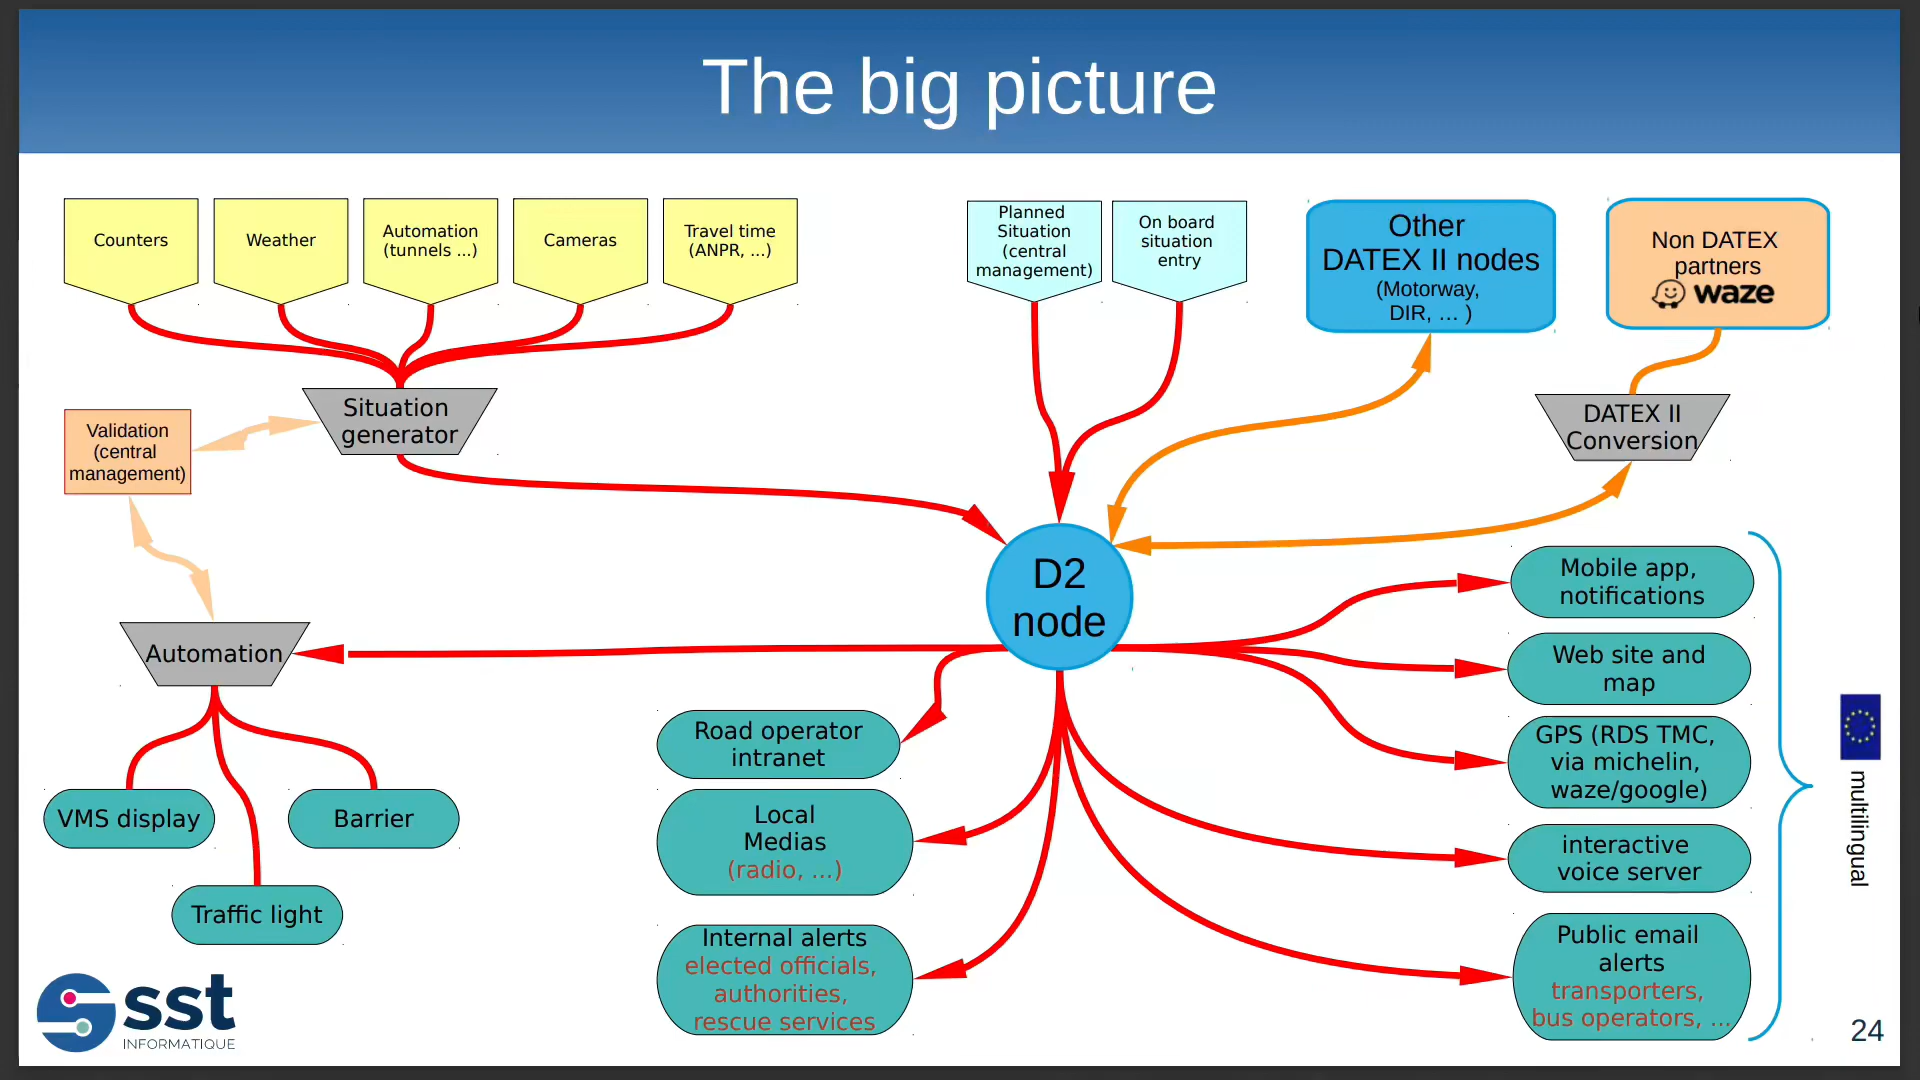 The big picture
Counters
Weather
Automation
(tunnels ...)
Cameras
Travel time
(ANPR, ...)
Planned
Situation
(central
management)
On board
situation
entry
Other
DATEX II nodes
(Motorway,
DIR, ... )
Non DATEX
partners
waze
Situation
generator
DATEX II
Conversion
Validation
(central
management)
D2
node
Automation
VMS display
Barrier
Traffic light
Road operator
intranet
Local
Medias
(radio, ...)
Internal alerts
elected officials,
authorities,
rescue services
Mobile app,
notifications
Web site and
map
GPS (RDS TMC,
via michelin,
waze/google)
interactive
voice server
Public email
alerts
transporters,
bus operators, ...
multilingual
sst
INFORMATIQUE
24